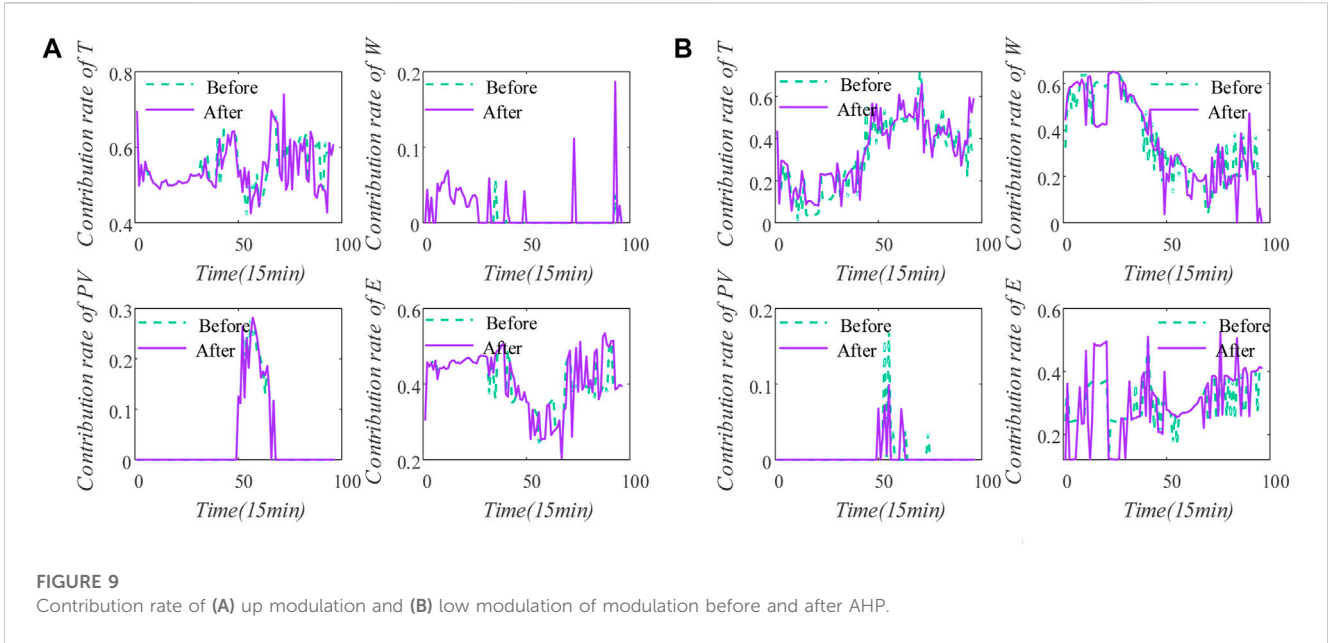 A
Contribution rate of T
0.8
0.6
0.4
Before
After
0
50
100
Time(15min)
Contribution rate of W
0.2
0.1
0
Before
After
0
50
100
Time(15min)
Contribution rate of PV
0.3
0.2
0.1
0
Before
After
0
50
100
Time(15min)
Contribution rate of E
0.6
0.4
0.2
Before
After
0
50
100
Time(15min)
B
Contribution rate of T
0.6
0.4
0.2
0
Before
After
0
50
100
Time(15min)
Contribution rate of W
0.6
0.4
0.2
0
Before
After
0
50
100
Time(15min)
Contribution rate of PV
0.2
0.1
0
Before
After
0
50
100
Time(15min)
Contribution rate of E
0.6
0.4
0.2
Before
After
0
50
100
Time(15min)
FIGURE 9
Contribution rate of (A) up modulation and (B) low modulation of modulation before and after AHP.